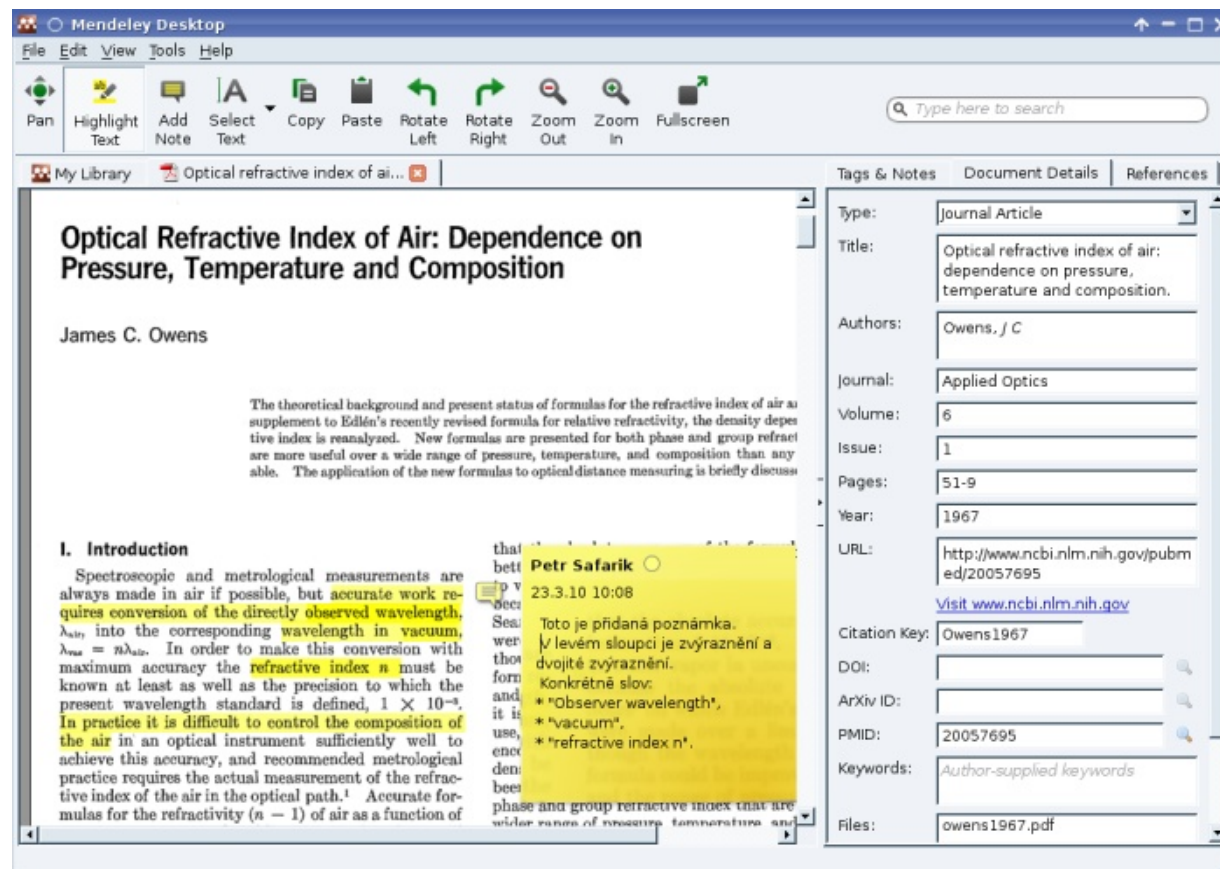 Mendeley Desktop
File Edit View Tools Help
Pan Highlight Text Add Note Select Text Copy Paste Rotate Left Rotate Right Zoom Out Zoom In Fullscreen
Type here to search
My Library Optical refractive index of ai...
Optical Refractive Index of Air: Dependence on
Pressure, Temperature and Composition
James C. Owens
The theoretical background and present status of formulas for the refractive index of air
supplement to Edlén's recently revised formula for relative refractivity, the density
tive index is reanalyzed. New formulas are presented for both phase and group
are more useful over a wide range of pressure, temperature, and composition than any
able. The application of the new formulas to optical distance measuring is briefly
I. Introduction
Spectroscopic and metrological measurements are
always made in air if possible, but accurate work re-
quires conversion of the directly observed wavelength,
λair, into the corresponding wavelength in vacuum,
λvac = nλair. In order to make this conversion with
maximum accuracy the refractive index n must be
known at least as well as the precision to which the
present wavelength standard is defined,
In practice it is difficult to control the composition of
the air in an optical instrument sufficiently well to
achieve this accuracy, and recommended metrological
practice requires the actual measurement of the refrac-
tive index of the air in the optical path.¹ Accurate for-
mulas for the refractivity (n − 1) of air as a function of
Petr Safarik
23.3.10 10:08
Toto je přidaná poznámka.
V levém sloupci je zvýraznění a
dvojité zvýraznění.
Konkrétně slov:
* "Observer wavelength",
* "vacuum",
* "refractive index n".
phase and group refractive index that are
wider range of pressure, temperature, and
Tags & Notes Document Details References
Type: Journal Article
Title: Optical refractive index of air:
dependence on pressure,
temperature and composition.
Authors: Owens, J C
Journal: Applied Optics
Volume: 6
Issue: 1
Pages: 51-9
Year: 1967
URL: http://www.ncbi.nlm.nih.gov/pubm
ed/20057695
Visit www.ncbi.nlm.nih.gov
Citation Key: Owens1967
DOI:
ArXiv ID:
PMID: 20057695
Keywords: Author-supplied keywords
Files: owens1967.pdf